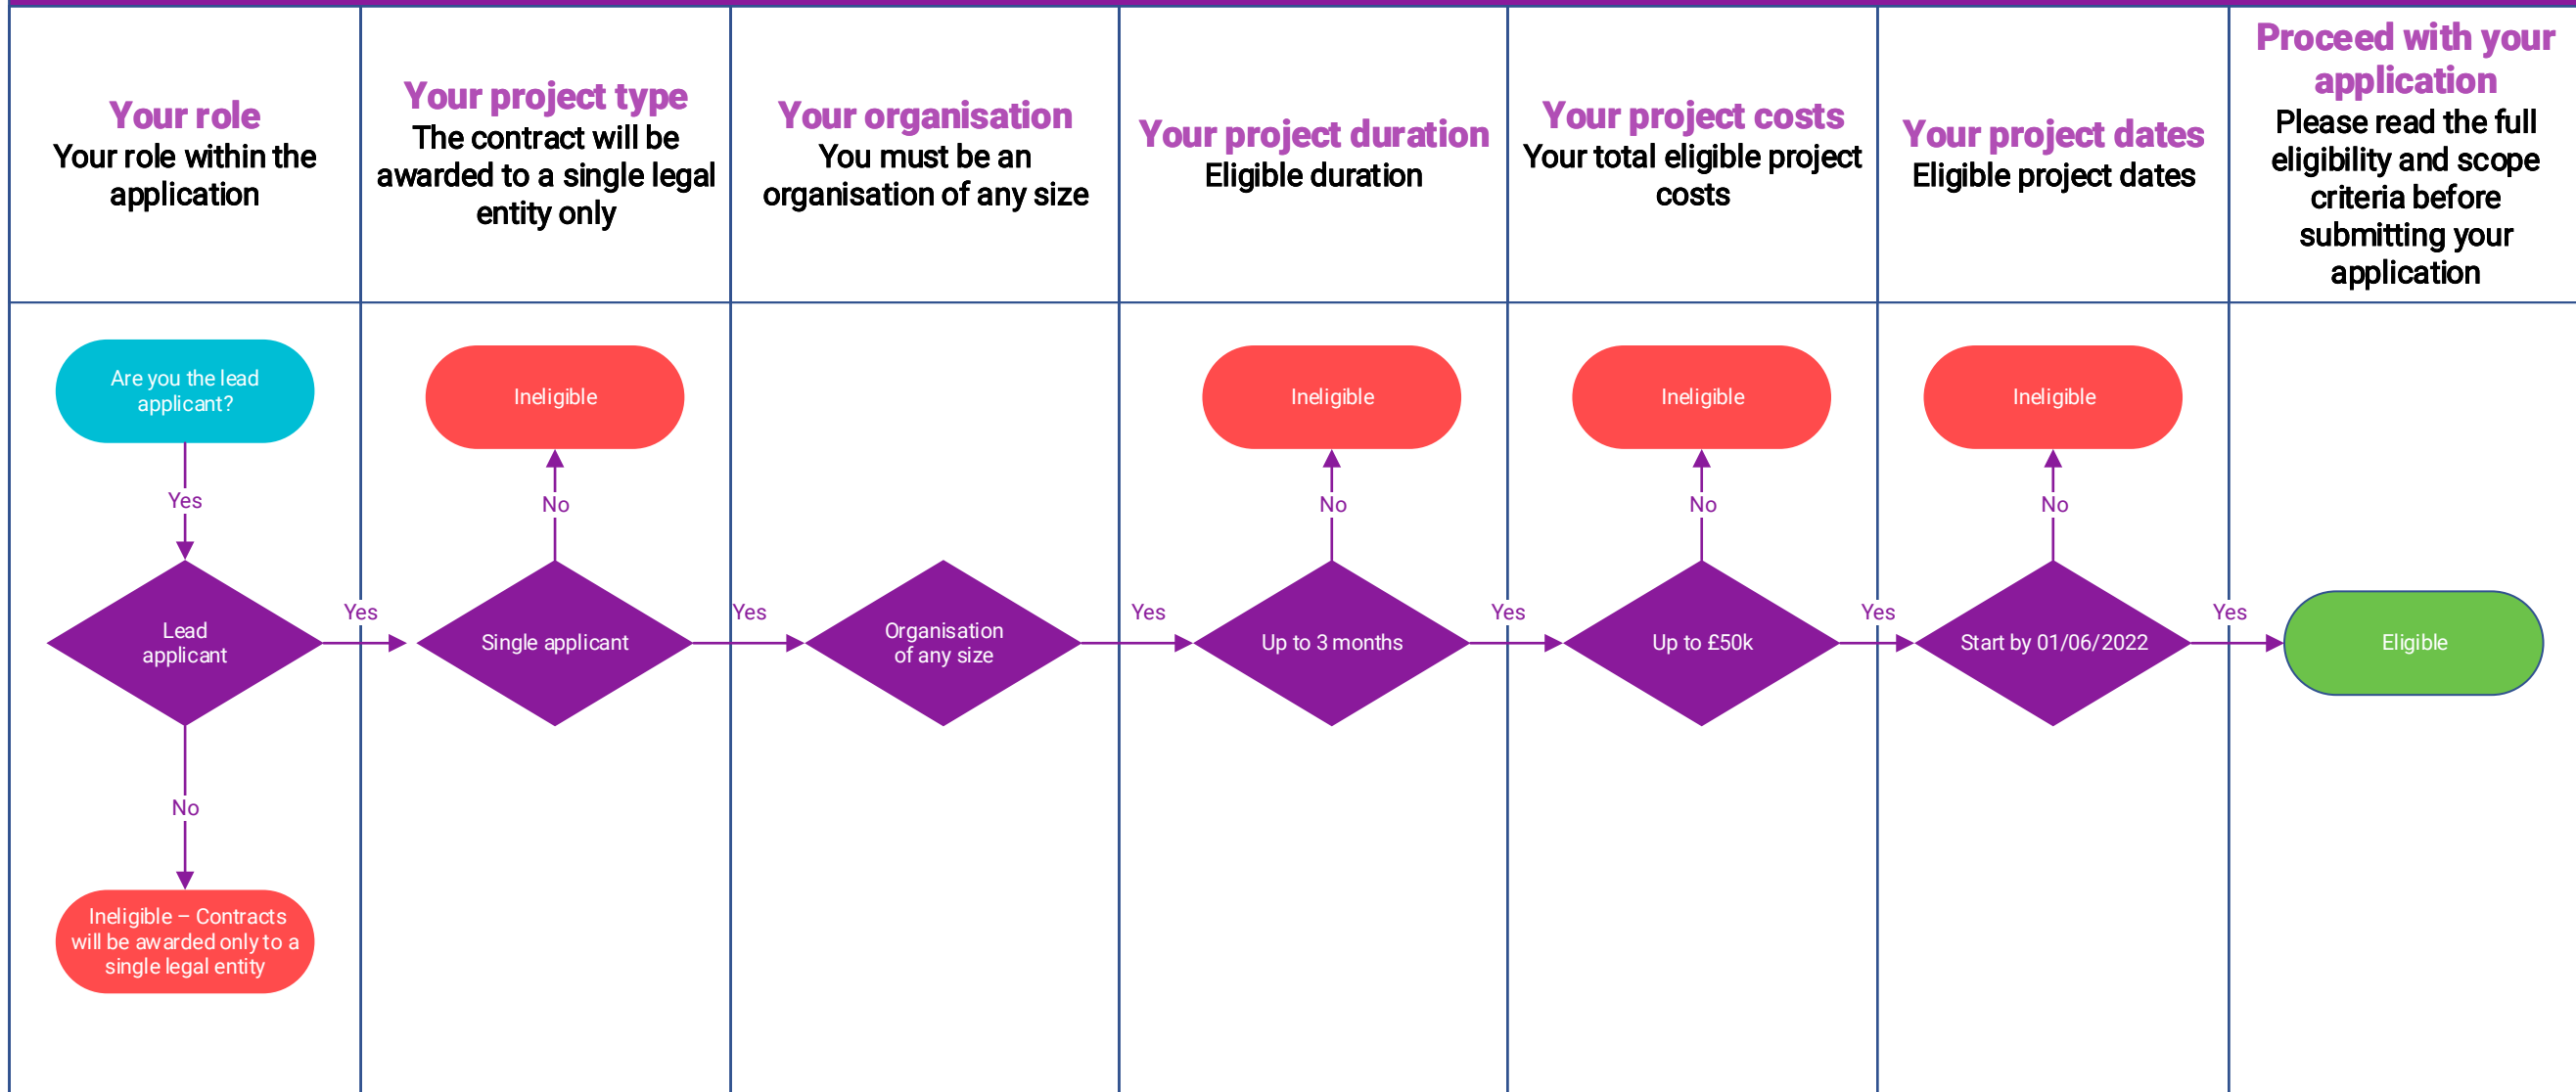 Your role
Your role within the
application
Your project type
The contract will be
awarded to a single legal
entity only
Your organisation
You must be an
organisation of any size
Your project duration
Eligible duration
Your project costs
Your total eligible project
costs
Your project dates
Eligible project dates
Proceed with your
application
Please read the full
eligibility and scope
criteria before
submitting your
application
Are you the lead
applicant?
Yes
Lead
applicant
Yes
No
Ineligible – Contracts
will be awarded only to a
single legal entity
Ineligible
No
Single applicant
Yes
Organisation
of any size
Yes
Ineligible
No
Up to 3 months
Yes
Ineligible
No
Up to £50k
Yes
Ineligible
No
Start by 01/06/2022
Yes
Eligible